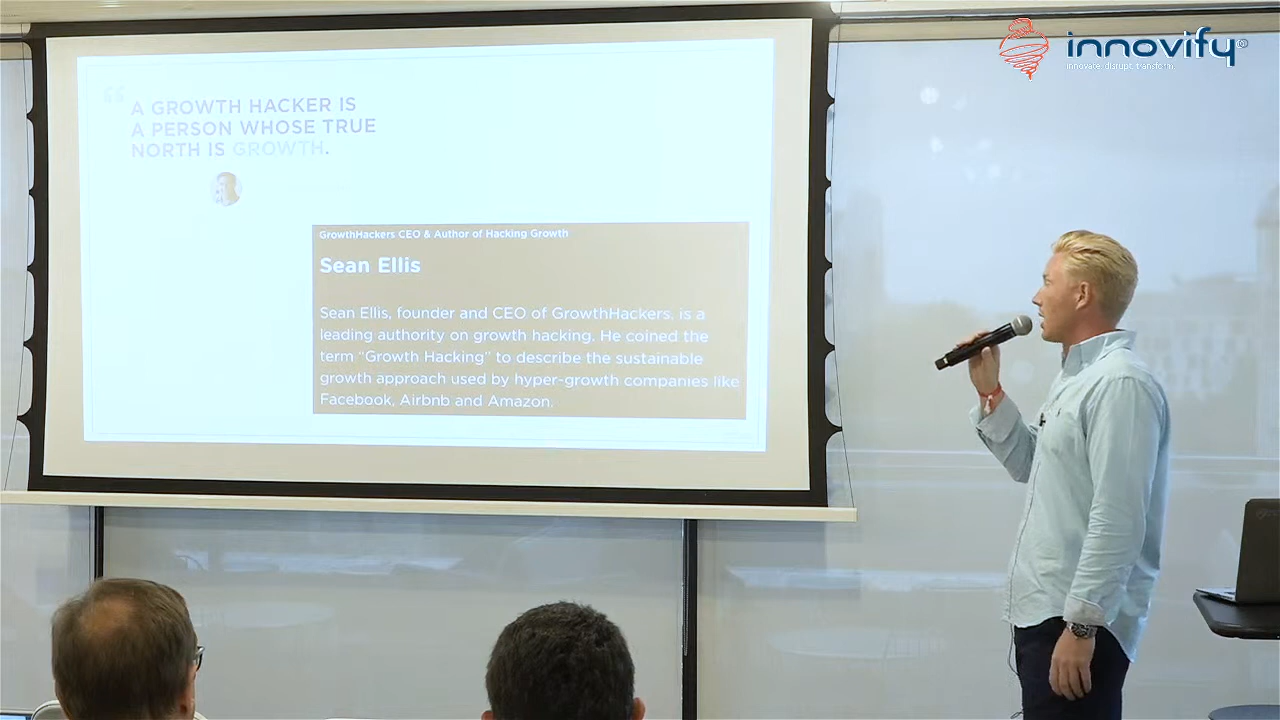 innovify
innovate. disrupt. transform.
A GROWTH HACKER IS
A PERSON WHOSE TRUE
NORTH IS GROWTH.
GrowthHackers CEO & Author of Hacking Growth
Sean Ellis
Sean Ellis, founder and CEO of GrowthHackers, is a
leading authority on growth hacking. He coined the
term “Growth Hacking” to describe the sustainable
growth approach used by hyper-growth companies like
Facebook, Airbnb and Amazon.